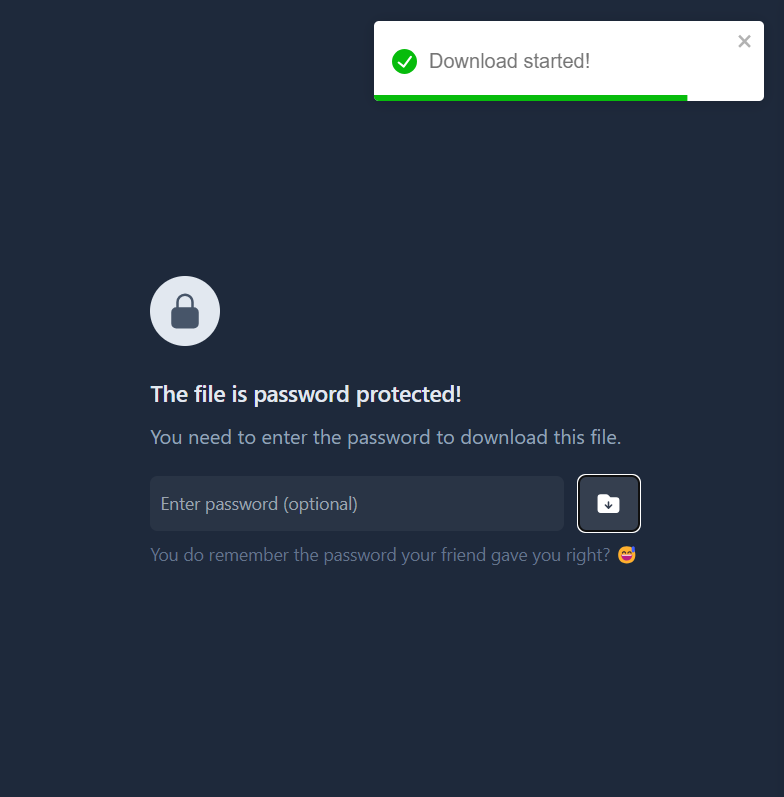 Download started!
The file is password protected!
You need to enter the password to download this file.
Enter password (optional)
You do remember the password your friend gave you right? 😅